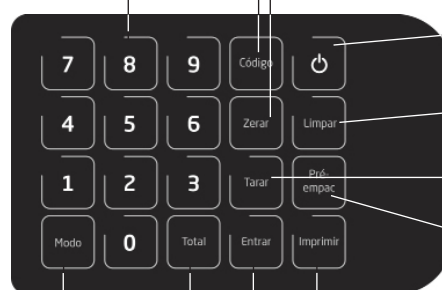 7 8 9 Código
4 5 6 Zerar Limpar
1 2 3 Tarar Pré-
empac
Modo 0 Total Entrar Imprimir